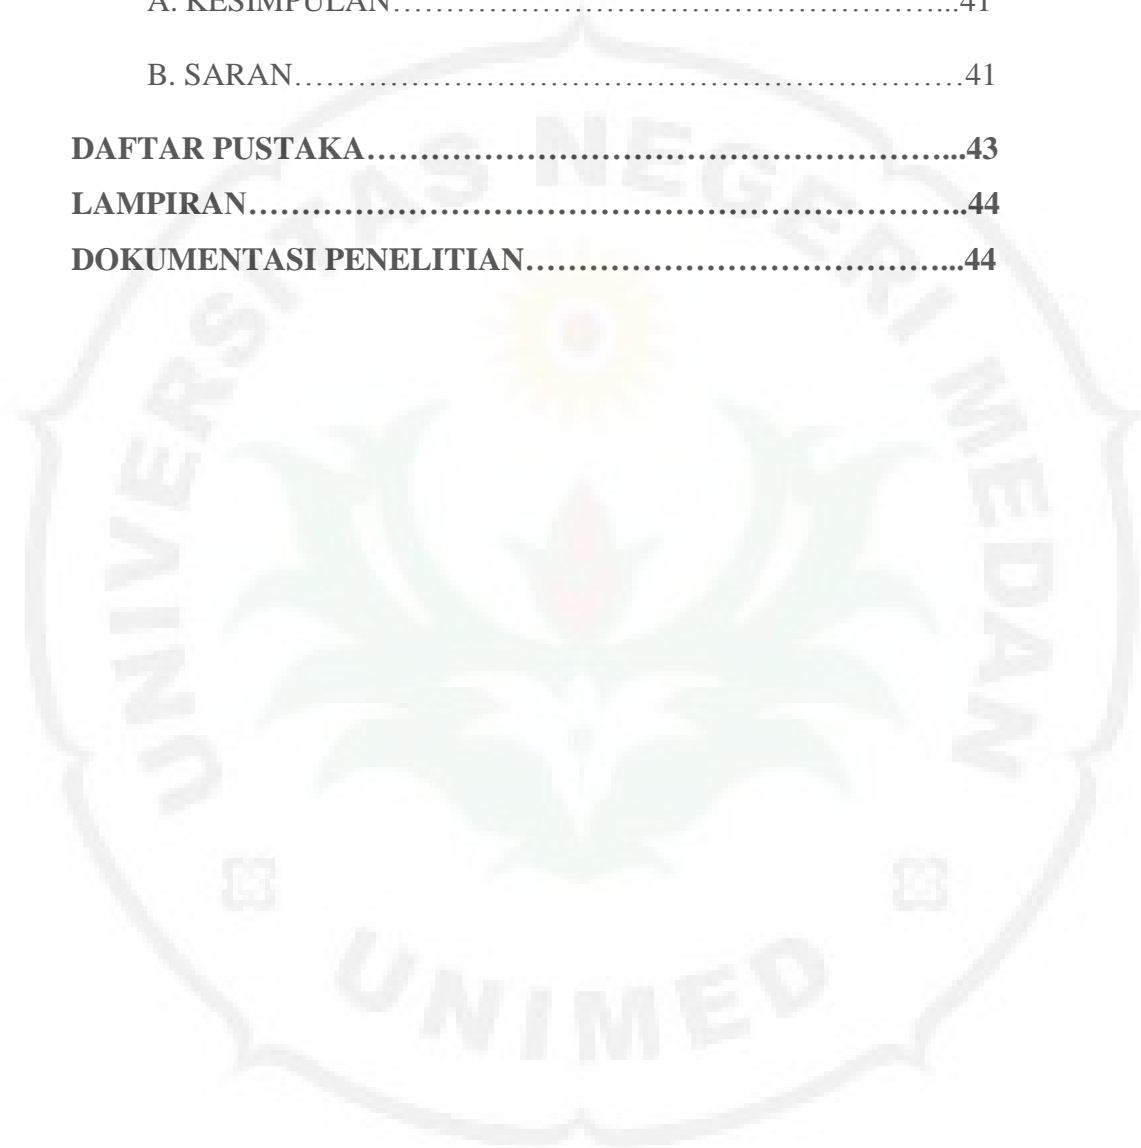 A. KESIMPULAN……………………………………………...41
B. SARAN………………………………………………………41
DAFTAR PUSTAKA………………………………………………...43
LAMPIRAN…………………………………………………………..44
DOKUMENTASI PENELITIAN…………………………………...44
UNIVERSITAS NEGERI MEDAN
UNIMED